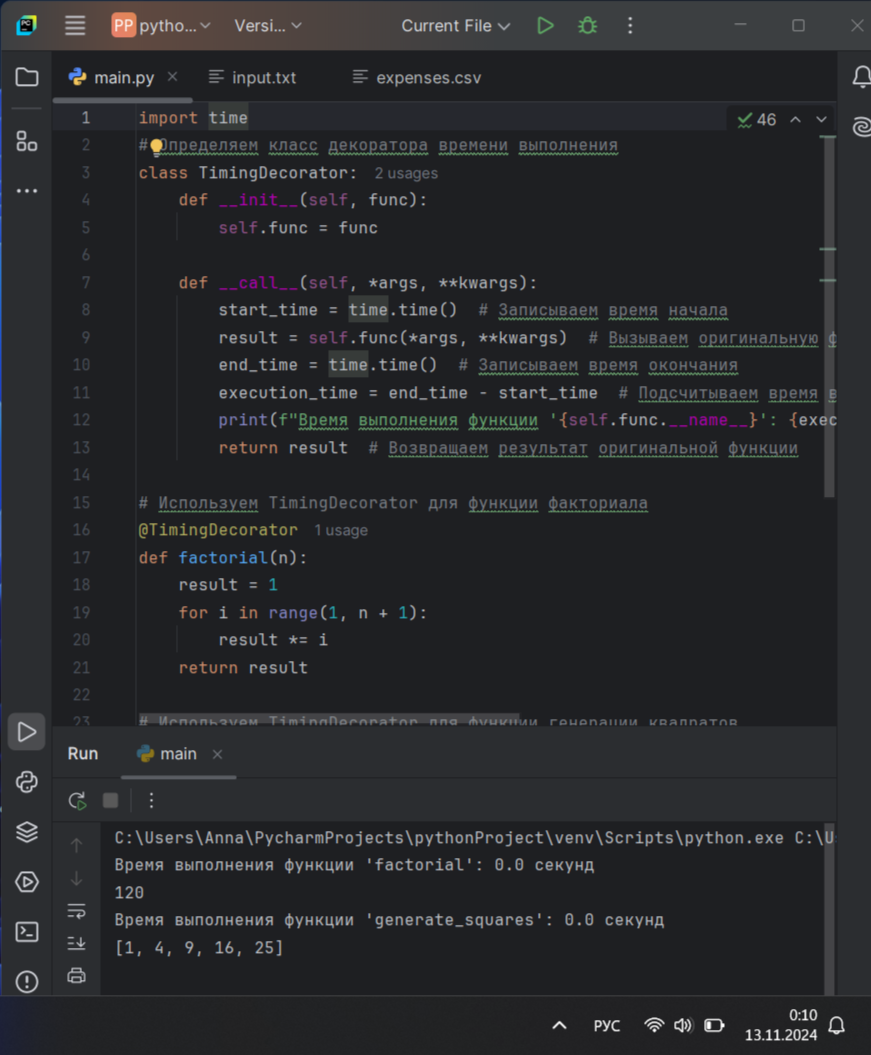 PP pytho... Versi... Current File
main.py input.txt expenses.csv
1 import time 46
2 # Определяем класс декоратора времени выполнения
3 class TimingDecorator: 2 usages
4 def __init__(self, func):
5 self.func = func
6
7 def __call__(self, *args, **kwargs):
8 start_time = time.time() # Записываем время начала
9 result = self.func(*args, **kwargs) # Вызываем оригинальную ф
10 end_time = time.time() # Записываем время окончания
11 execution_time = end_time - start_time # Подсчитываем время в
12 print(f"Время выполнения функции '{self.func.__name__}': {exec
13 return result # Возвращаем результат оригинальной функции
14
15 # Используем TimingDecorator для функции факториала
16 @TimingDecorator 1 usage
17 def factorial(n):
18 result = 1
19 for i in range(1, n + 1):
20 result *= i
21 return result
22
23 # Используем TimingDecorator для функции генерации квадратов
Run main
C:\Users\Anna\PycharmProjects\pythonProject\venv\Scripts\python.exe C:\U
Время выполнения функции 'factorial': 0.0 секунд
120
Время выполнения функции 'generate_squares': 0.0 секунд
[1, 4, 9, 16, 25]
РУС 0:10
13.11.2024